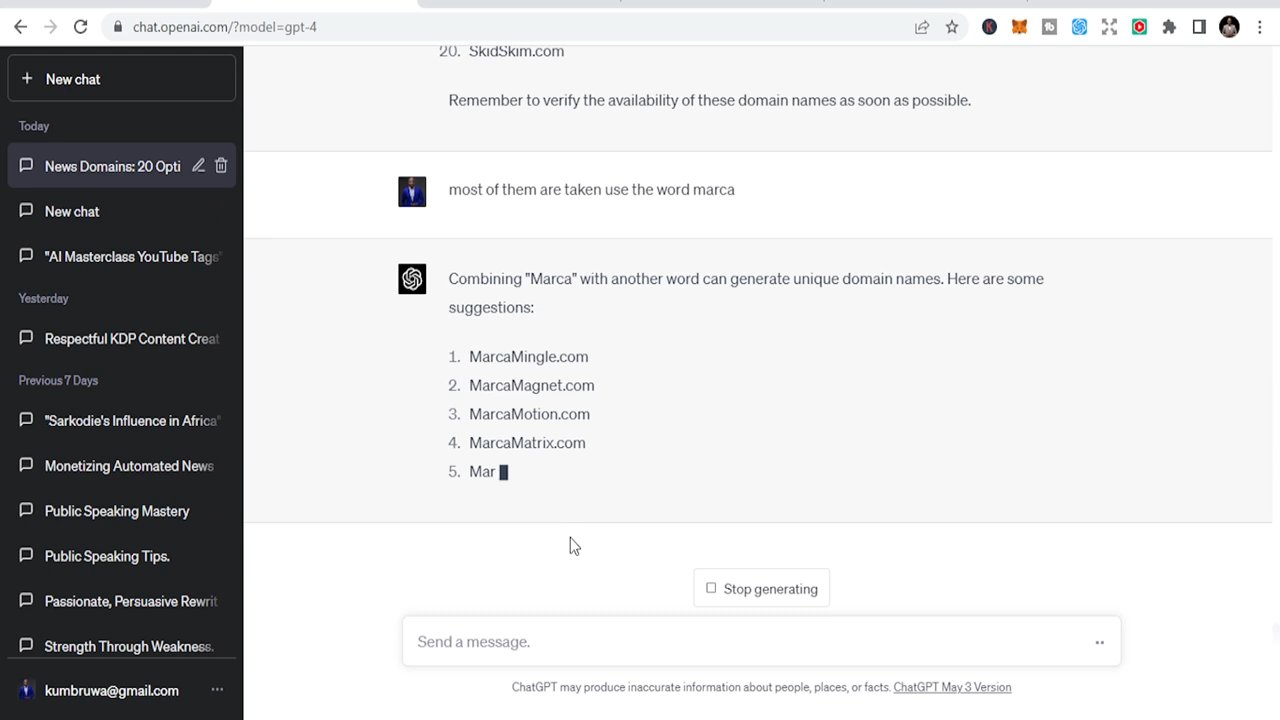 chat.openai.com/?model=gpt-4
New chat
Today
News Domains: 20 Opti
New chat
"AI Masterclass YouTube Tags"
Yesterday
Respectful KDP Content Creat
Previous 7 Days
"Sarkodie's Influence in Africa"
Monetizing Automated News
Public Speaking Mastery
Public Speaking Tips.
Passionate, Persuasive Rewrit
Strength Through Weakness.
kumbruwa@gmail.com
20. SkidSkim.com
Remember to verify the availability of these domain names as soon as possible.
most of them are taken use the word marca
Combining "Marca" with another word can generate unique domain names. Here are some
suggestions:
1. MarcaMingle.com
2. MarcaMagnet.com
3. MarcaMotion.com
4. MarcaMatrix.com
5. Mar
Stop generating
Send a message.
ChatGPT may produce inaccurate information about people, places, or facts. ChatGPT May 3 Version